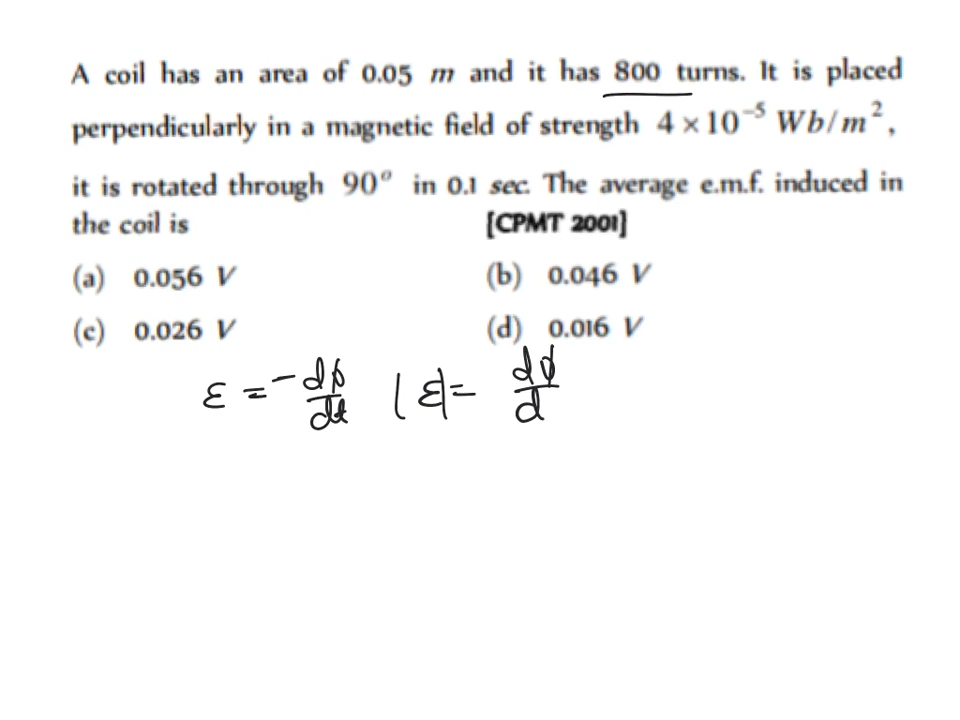 A coil has an area of 0.05 m and it has 800 turns. It is placed
perpendicularly in a magnetic field of strength 4 × 10⁻⁵ Wb/m²,
it is rotated through 90° in 0.1 sec. The average e.m.f. induced in
the coil is [CPMT 2001]
(a) 0.056 V (b) 0.046 V
(c) 0.026 V (d) 0.016 V
ε = -dϕ/dt |ε| = dϕ/d